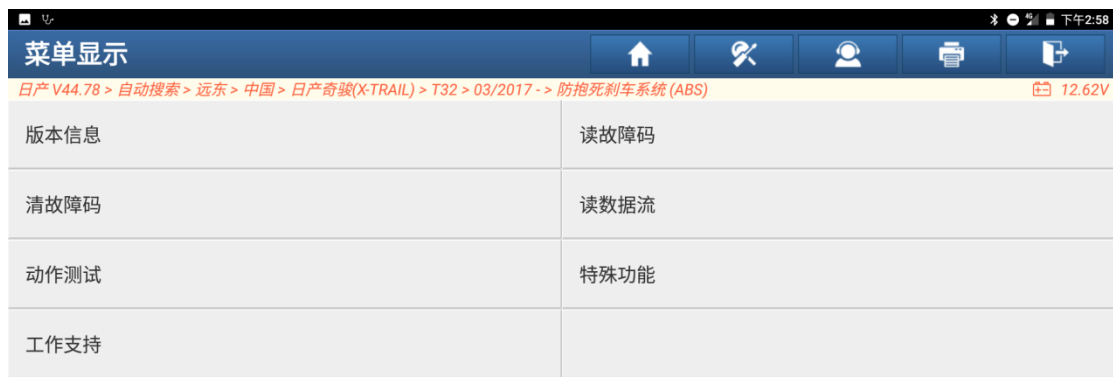 下午2:58
菜单显示
日产 V44.78 > 自动搜索 > 远东 > 中国 > 日产奇骏(X-TRAIL) > T32 > 03/2017 - > 防抱死刹车系统 (ABS) 12.62V
版本信息 读故障码
清故障码 读数据流
动作测试 特殊功能
工作支持